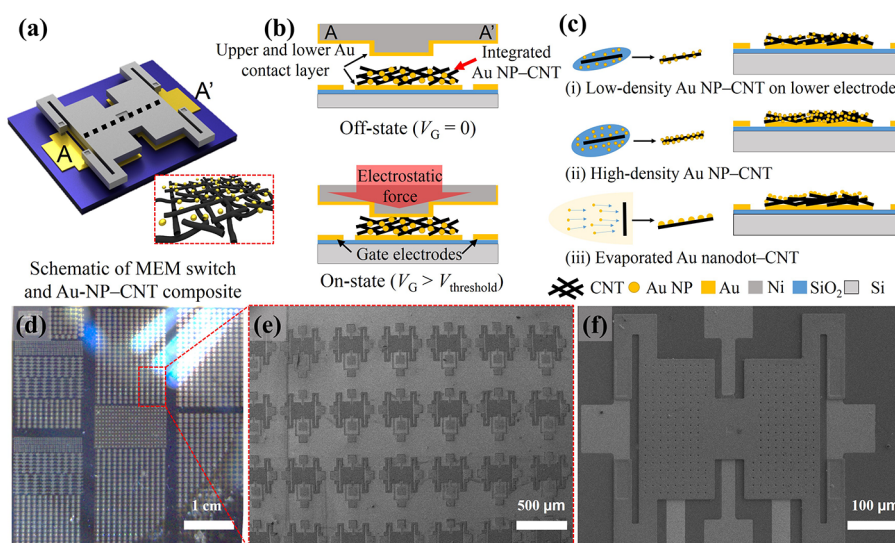 (a)
A'
A
Schematic of MEM switch
and Au-NP–CNT composite
(b)
A A'
Upper and lower Au
contact layer
Integrated
Au NP–CNT
Off-state (VG = 0)
Electrostatic
force
Gate electrodes
On-state (VG > Vthreshold)
(c)
(i) Low-density Au NP–CNT on lower electrode
(ii) High-density Au NP–CNT
(iii) Evaporated Au nanodot–CNT
CNT Au NP Au Ni SiO2 Si
(d)
1 cm
(e)
500 μm
(f)
100 μm